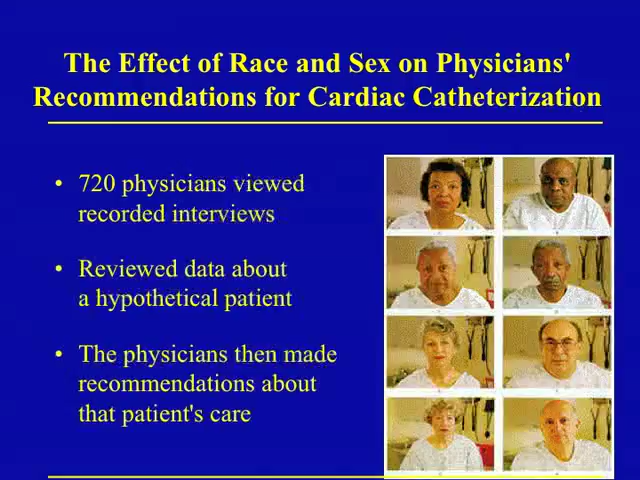 The Effect of Race and Sex on Physicians'
Recommendations for Cardiac Catheterization
• 720 physicians viewed
recorded interviews
• Reviewed data about
a hypothetical patient
• The physicians then made
recommendations about
that patient's care